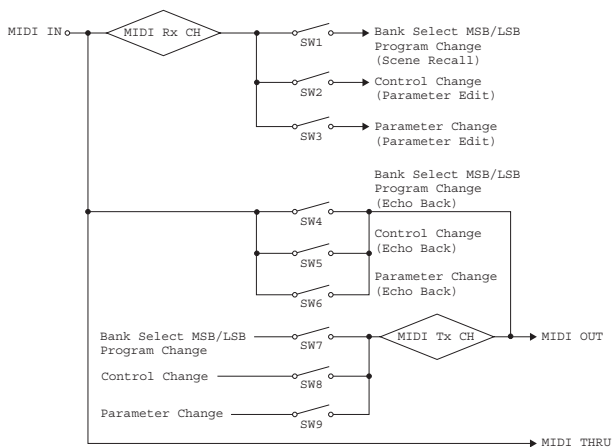 MIDI IN
MIDI Rx CH
SW1
Bank Select MSB/LSB
Program Change
(Scene Recall)
SW2
Control Change
(Parameter Edit)
SW3
Parameter Change
(Parameter Edit)
Bank Select MSB/LSB
Program Change
(Echo Back)
SW4
Control Change
(Echo Back)
SW5
Parameter Change
(Echo Back)
SW6
Bank Select MSB/LSB
Program Change
SW7
MIDI Tx CH
MIDI OUT
Control Change
SW8
Parameter Change
SW9
MIDI THRU